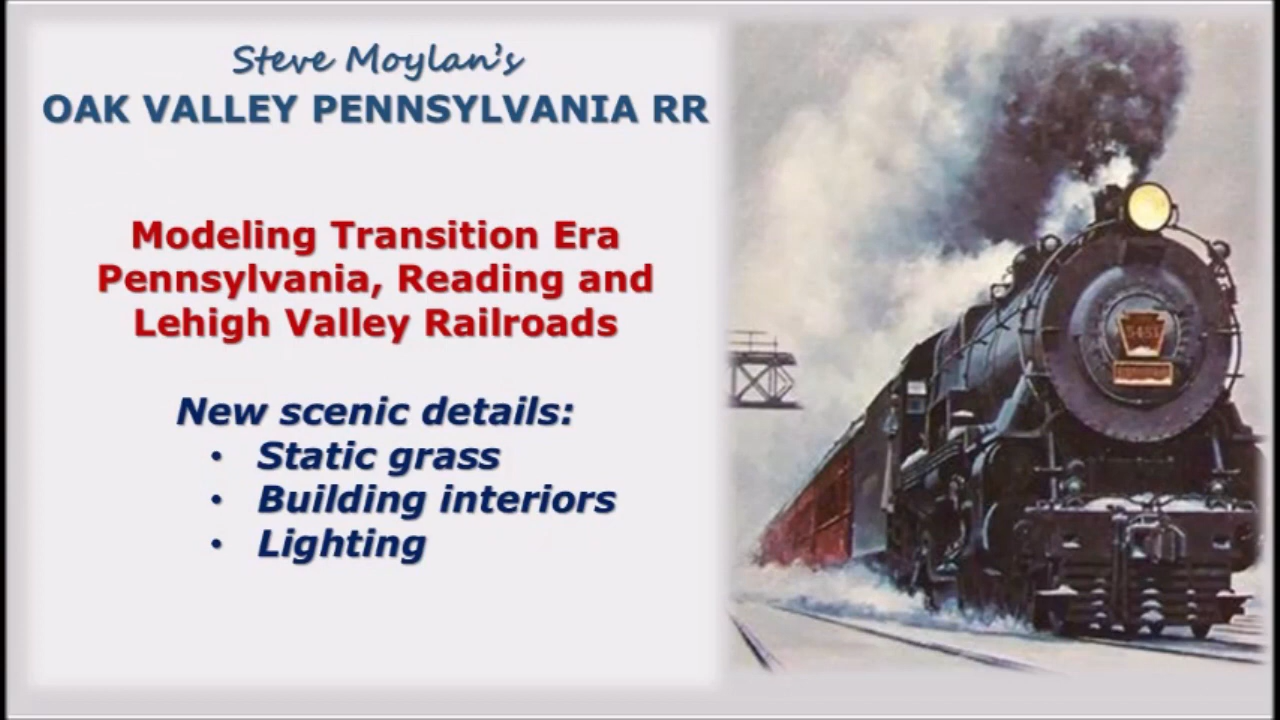 Steve Moylan's
OAK VALLEY PENNSYLVANIA RR
Modeling Transition Era
Pennsylvania, Reading and
Lehigh Valley Railroads
New scenic details:
• Static grass
• Building interiors
• Lighting